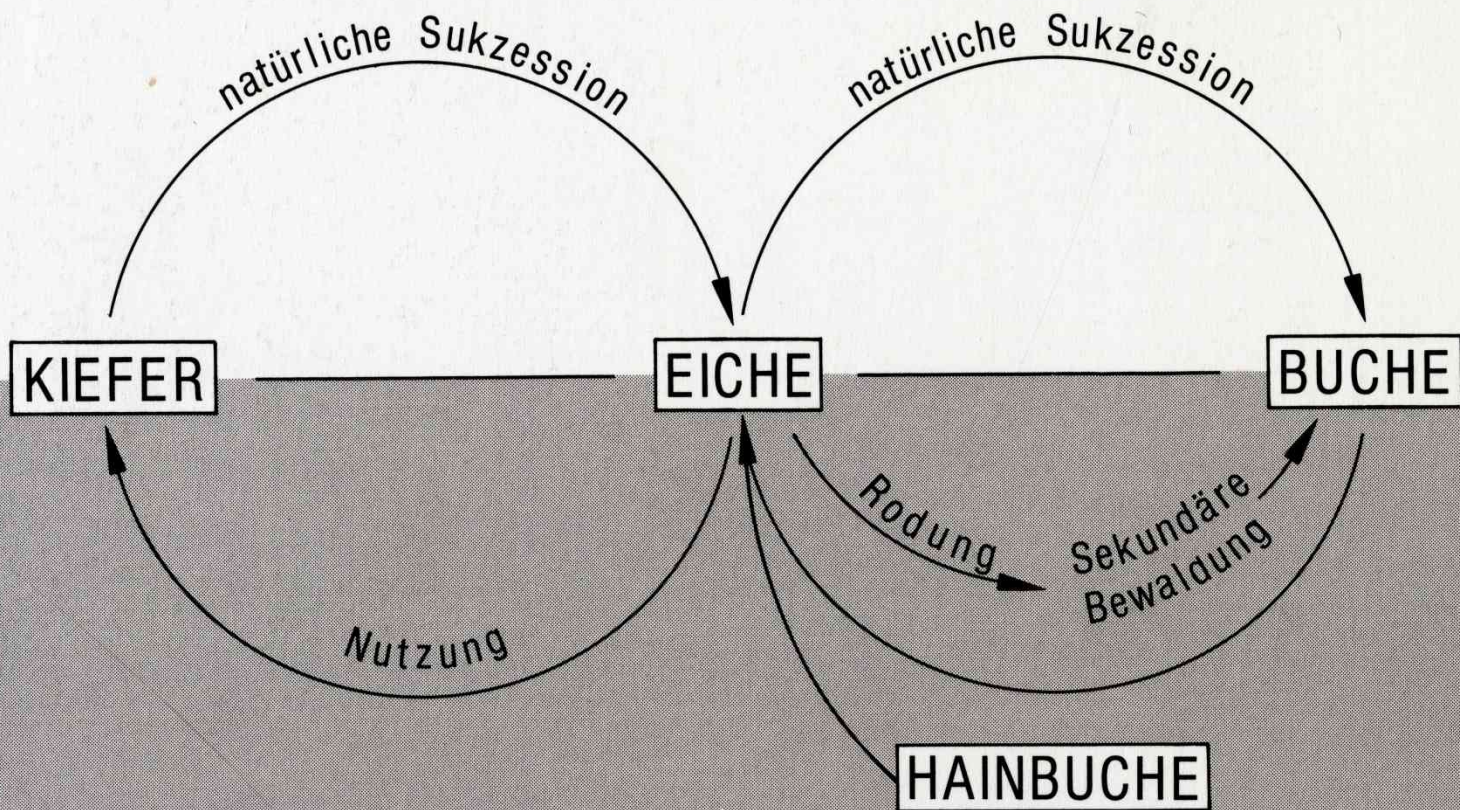 natürliche Sukzession
natürliche Sukzession
KIEFER
EICHE
BUCHE
Rodung
Sekundäre
Bewaldung
Nutzung
HAINBUCHE